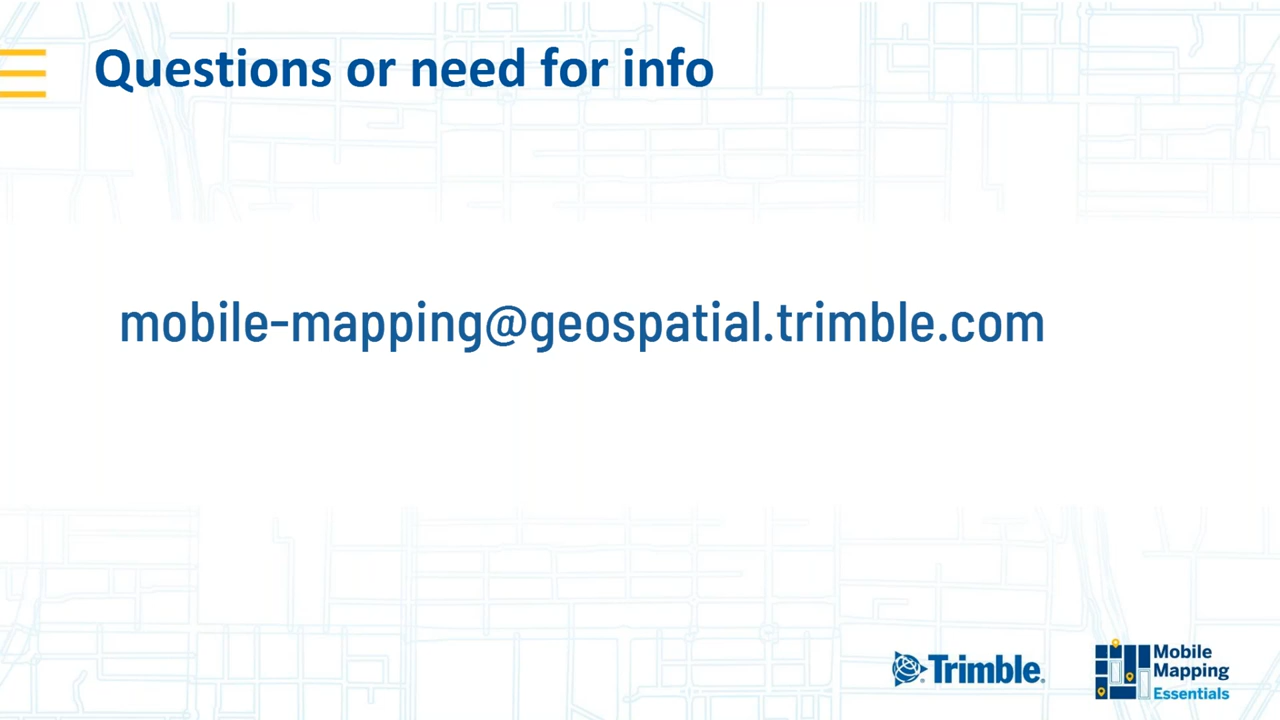 Questions or need for info
mobile-mapping@geospatial.trimble.com
Trimble®
Mobile
Mapping
Essentials